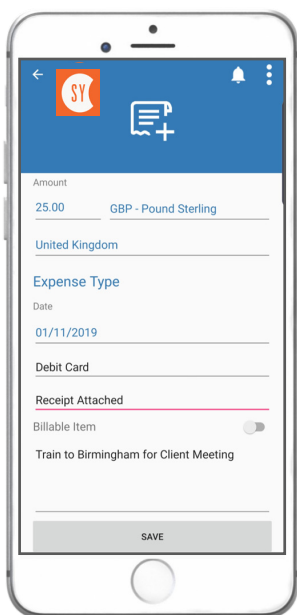 SY
Amount
25.00 GBP - Pound Sterling
United Kingdom
Expense Type
Date
01/11/2019
Debit Card
Receipt Attached
Billable Item
Train to Birmingham for Client Meeting
SAVE